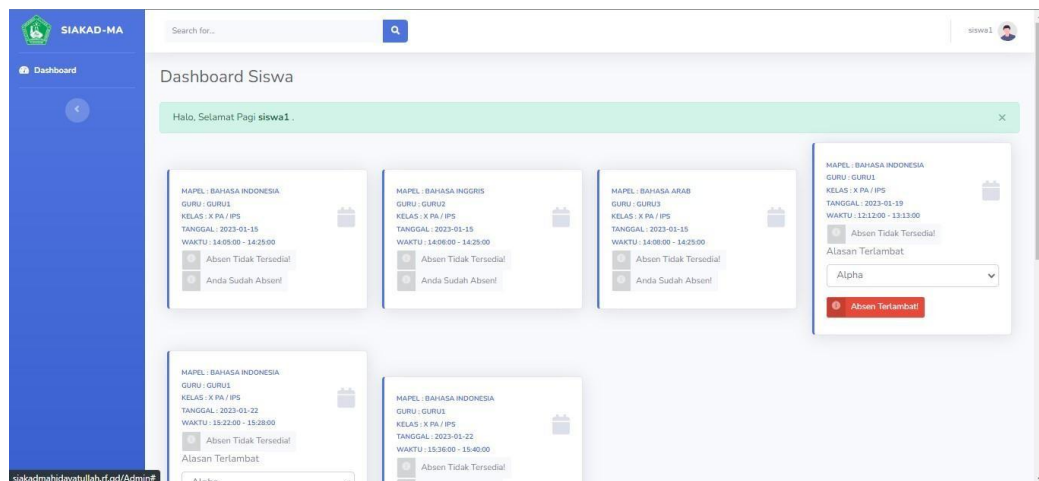 SIAKAD-MA
Search for...
siswa1
Dashboard
Dashboard Siswa
Halo, Selamat Pagi siswa1 .
MAPEL : BAHASA INDONESIA
GURU : GURU1
KELAS : X PA / IPS
TANGGAL : 2023-01-15
WAKTU : 14:05:00 - 14:25:00
Absen Tidak Tersedia!
Anda Sudah Absen!
MAPEL : BAHASA INGGRIS
GURU : GURU2
KELAS : X PA / IPS
TANGGAL : 2023-01-15
WAKTU : 14:06:00 - 14:25:00
Absen Tidak Tersedia!
Anda Sudah Absen!
MAPEL : BAHASA ARAB
GURU : GURU3
KELAS : X PA / IPS
TANGGAL : 2023-01-15
WAKTU : 14:08:00 - 14:25:00
Absen Tidak Tersedia!
Anda Sudah Absen!
MAPEL : BAHASA INDONESIA
GURU : GURU1
KELAS : X PA / IPS
TANGGAL : 2023-01-19
WAKTU : 12:12:00 - 13:13:00
Absen Tidak Tersedia!
Alasan Terlambat
Alpha
Absen Terlambat!
MAPEL : BAHASA INDONESIA
GURU : GURU1
KELAS : X PA / IPS
TANGGAL : 2023-01-22
WAKTU : 15:22:00 - 15:28:00
Absen Tidak Tersedia!
Alasan Terlambat
Alpha
MAPEL : BAHASA INDONESIA
GURU : GURU1
KELAS : X PA / IPS
TANGGAL : 2023-01-22
WAKTU : 15:36:00 - 15:40:00
Absen Tidak Tersedia!
siakadmahidayatullah.rf.gd/Admin#